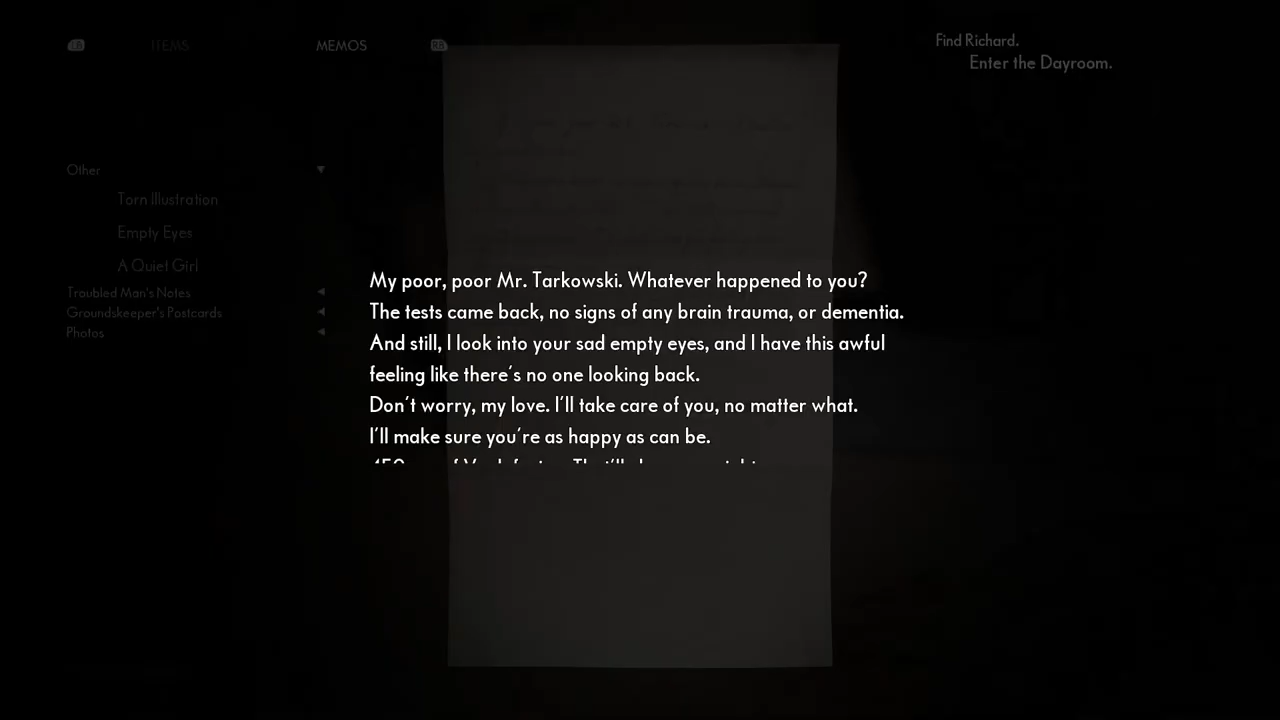 LB
ITEMS
MEMOS
RB
Find Richard.
Enter the Dayroom.
Other
Torn Illustration
Empty Eyes
A Quiet Girl
Troubled Man's Notes
Groundskeeper's Postcards
Photos
My poor, poor Mr. Tarkowski. Whatever happened to you?
The tests came back, no signs of any brain trauma, or dementia.
And still, I look into your sad empty eyes, and I have this awful
feeling like there's no one looking back.
Don't worry, my love. I'll take care of you, no matter what.
I'll make sure you're as happy as can be.